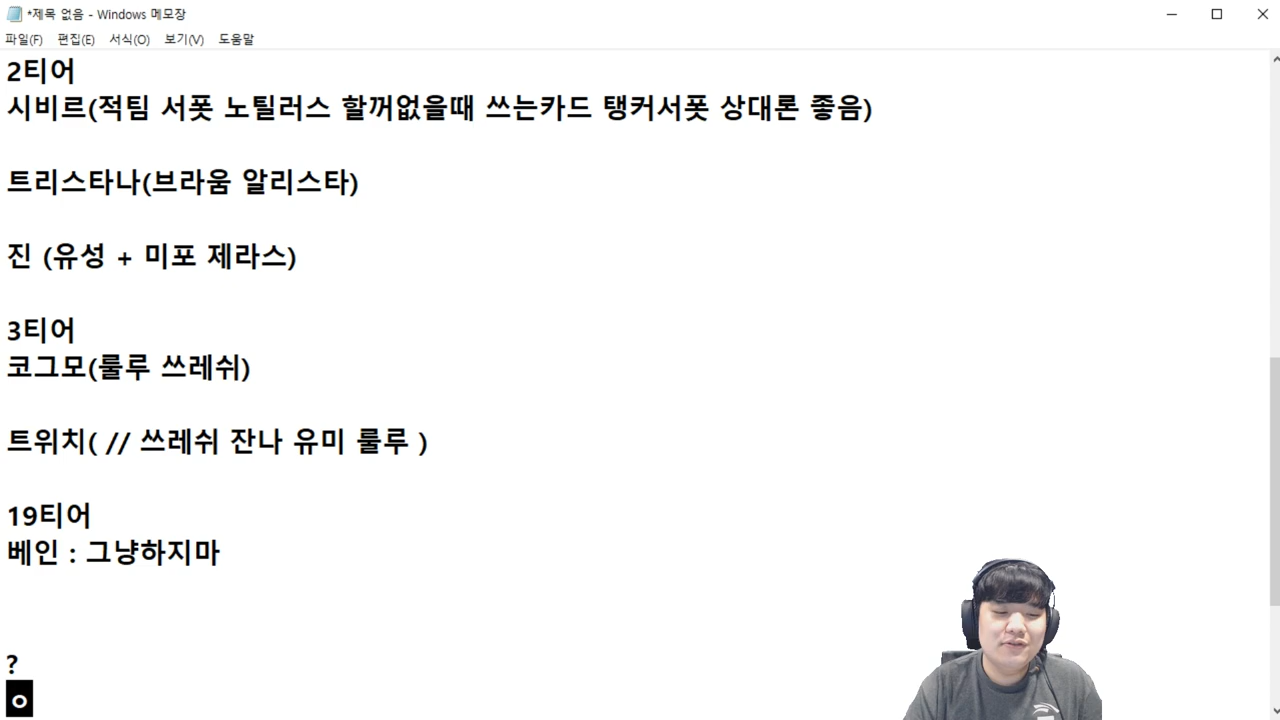 *제목 없음 - Windows 메모장
파일(F) 편집(E) 서식(O) 보기(V) 도움말
2티어
시비르(적팀 서폿 노틸러스 할꺼없을때 쓰는카드 탱커서폿 상대론 좋음)
트리스타나(브라움 알리스타)
진 (유성 + 미포 제라스)
3티어
코그모(룰루 쓰레쉬)
트위치( // 쓰레쉬 잔나 유미 룰루 )
19티어
베인 : 그냥하지마
?
ㅇ